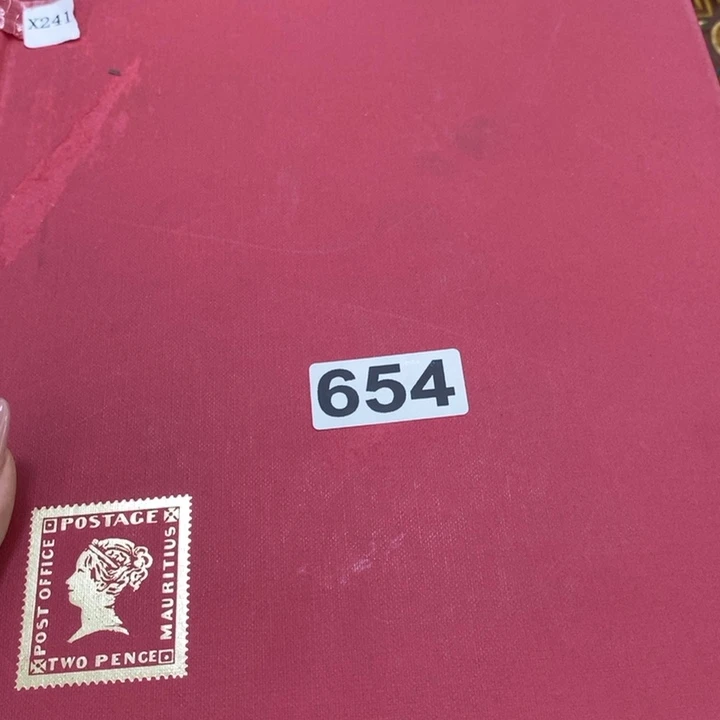 X241
654
POSTAGE
POST OFFICE
MAURITIUS
TWO PENCE